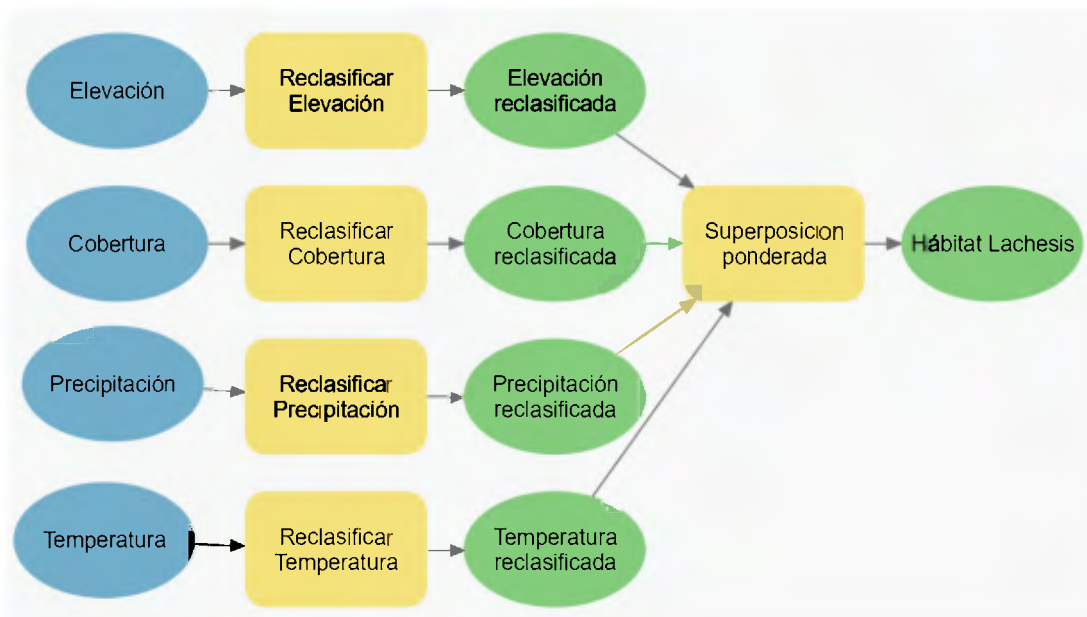 Elevación
Reclasificar
Elevación
Elevación
reclasificada
Cobertura
Reclasificar
Cobertura
Cobertura
reclasificada
Superposicion
ponderada
Hábitat Lachesis
Precipitación
Reclasificar
Precipitación
Precipitación
reclasificada
Temperatura
Reclasificar
Temperatura
Temperatura
reclasificada